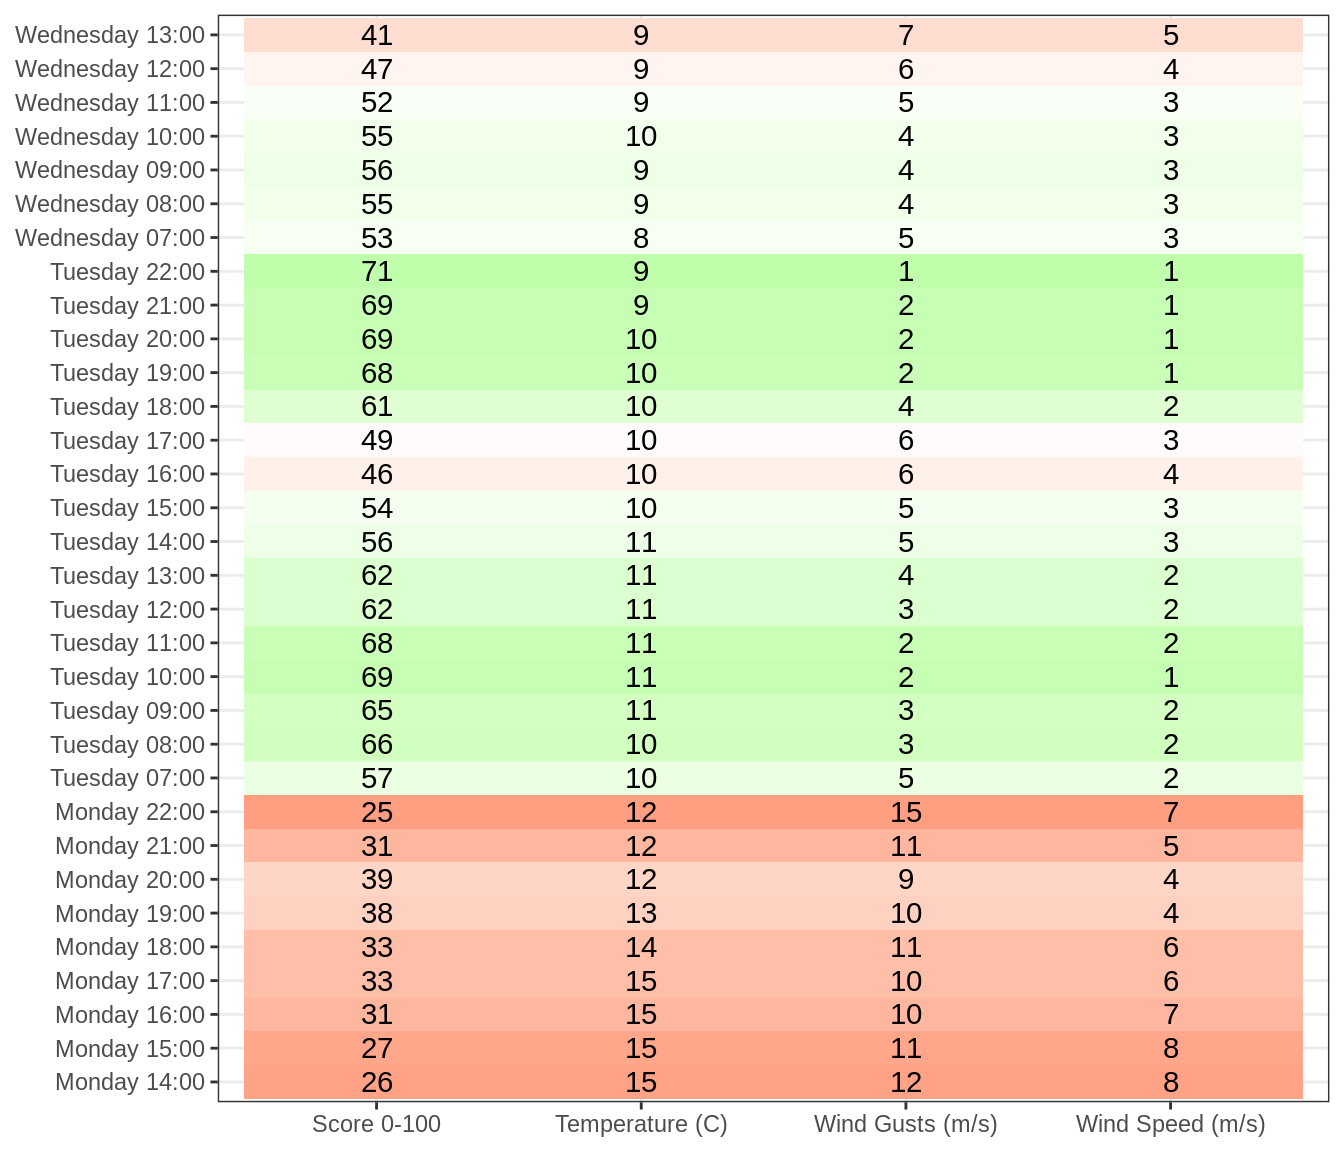 Wednesday 13:00 41 9 7 5
Wednesday 12:00 47 9 6 4
Wednesday 11:00 52 9 5 3
Wednesday 10:00 55 10 4 3
Wednesday 09:00 56 9 4 3
Wednesday 08:00 55 9 4 3
Wednesday 07:00 53 8 5 3
Tuesday 22:00 71 9 1 1
Tuesday 21:00 69 9 2 1
Tuesday 20:00 69 10 2 1
Tuesday 19:00 68 10 2 1
Tuesday 18:00 61 10 4 2
Tuesday 17:00 49 10 6 3
Tuesday 16:00 46 10 6 4
Tuesday 15:00 54 10 5 3
Tuesday 14:00 56 11 5 3
Tuesday 13:00 62 11 4 2
Tuesday 12:00 62 11 3 2
Tuesday 11:00 68 11 2 2
Tuesday 10:00 69 11 2 1
Tuesday 09:00 65 11 3 2
Tuesday 08:00 66 10 3 2
Tuesday 07:00 57 10 5 2
Monday 22:00 25 12 15 7
Monday 21:00 31 12 11 5
Monday 20:00 39 12 9 4
Monday 19:00 38 13 10 4
Monday 18:00 33 14 11 6
Monday 17:00 33 15 10 6
Monday 16:00 31 15 10 7
Monday 15:00 27 15 11 8
Monday 14:00 26 15 12 8
Score 0-100 Temperature (C) Wind Gusts (m/s) Wind Speed (m/s)